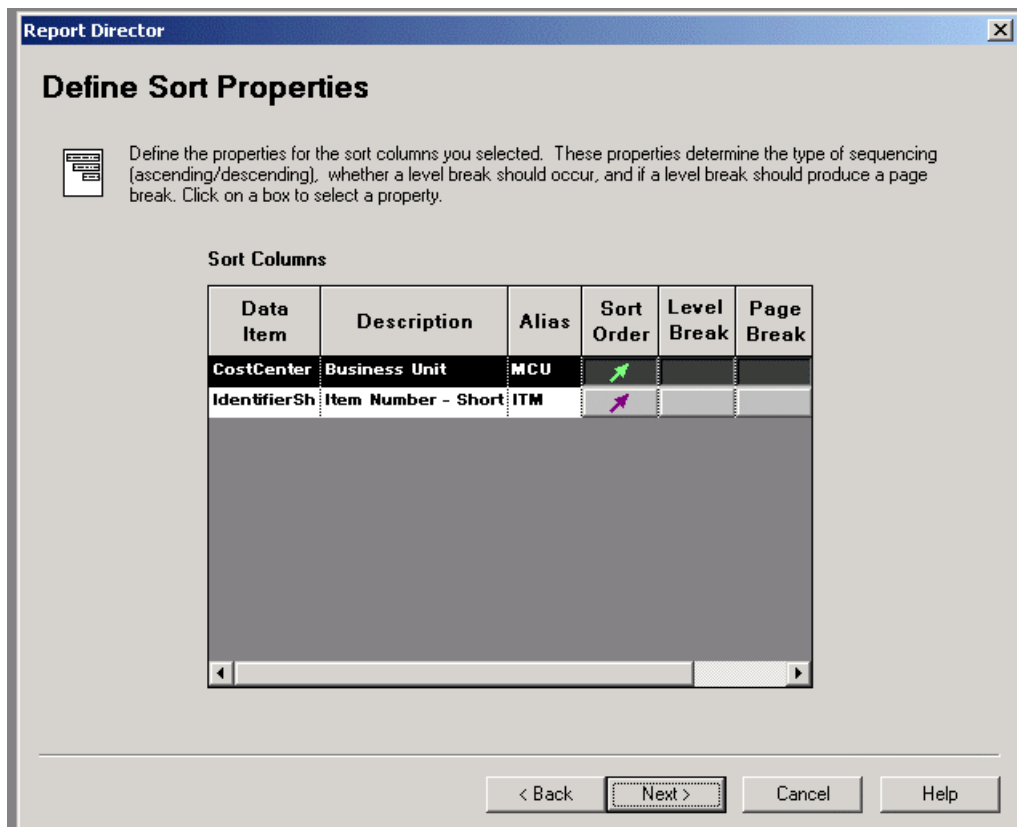 Report Director
Define Sort Properties
Define the properties for the sort columns you selected. These properties determine the type of sequencing
(ascending/descending), whether a level break should occur, and if a level break should produce a page
break. Click on a box to select a property.
Sort Columns
Data Item Description Alias Sort Order Level Break Page Break
CostCenter Business Unit MCU
IdentifierSh Item Number - Short ITM
< Back Next > Cancel Help